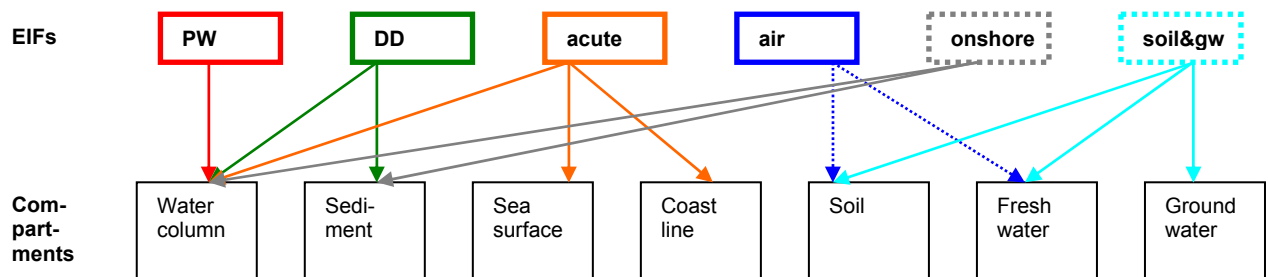 EIFs
PW
DD
acute
air
onshore
soil&gw
Com-
part-
ments
Water
column
Sedi-
ment
Sea
surface
Coast
line
Soil
Fresh
water
Ground
water